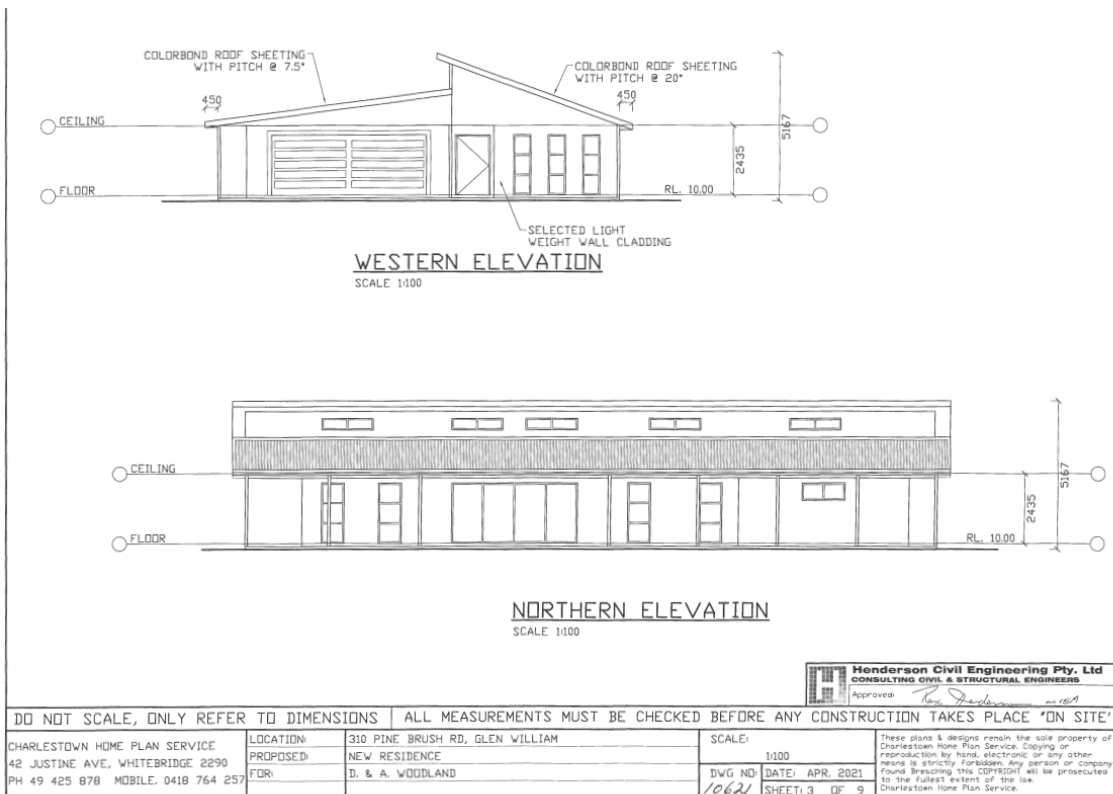 COLORBOND ROOF SHEETING
WITH PITCH @ 7.5°
COLORBOND ROOF SHEETING
WITH PITCH @ 20°
450
450
CEILING
5167
2435
FLOOR
RL. 10.00
SELECTED LIGHT
WEIGHT WALL CLADDING
WESTERN ELEVATION
SCALE 1:100
CEILING
5167
2435
FLOOR
RL. 10.00
NORTHERN ELEVATION
SCALE 1:100
H
Henderson Civil Engineering Pty. Ltd
CONSULTING CIVIL & STRUCTURAL ENGINEERS
Approved:
DO NOT SCALE, ONLY REFER TO DIMENSIONS
ALL MEASUREMENTS MUST BE CHECKED BEFORE ANY CONSTRUCTION TAKES PLACE "ON SITE"
CHARLESTOWN HOME PLAN SERVICE
42 JUSTINE AVE, WHITEBRIDGE 2290
PH 49 425 878 MOBILE. 0418 764 257
LOCATION: 310 PINE BRUSH RD, GLEN WILLIAM
PROPOSED: NEW RESIDENCE
FOR: D. & A. WOODLAND
SCALE:
1:100
DWG NO: 10621
DATE: APR. 2021
SHEET: 3 OF 9
These plans & designs remain the sole property of
Charlestown Home Plan Service. Copying or
reproduction by hand, electronic or any other
means is strictly forbidden. Any person or company
found breaching this COPYRIGHT will be prosecuted
to the fullest extent of the law.
Charlestown Home Plan Service.